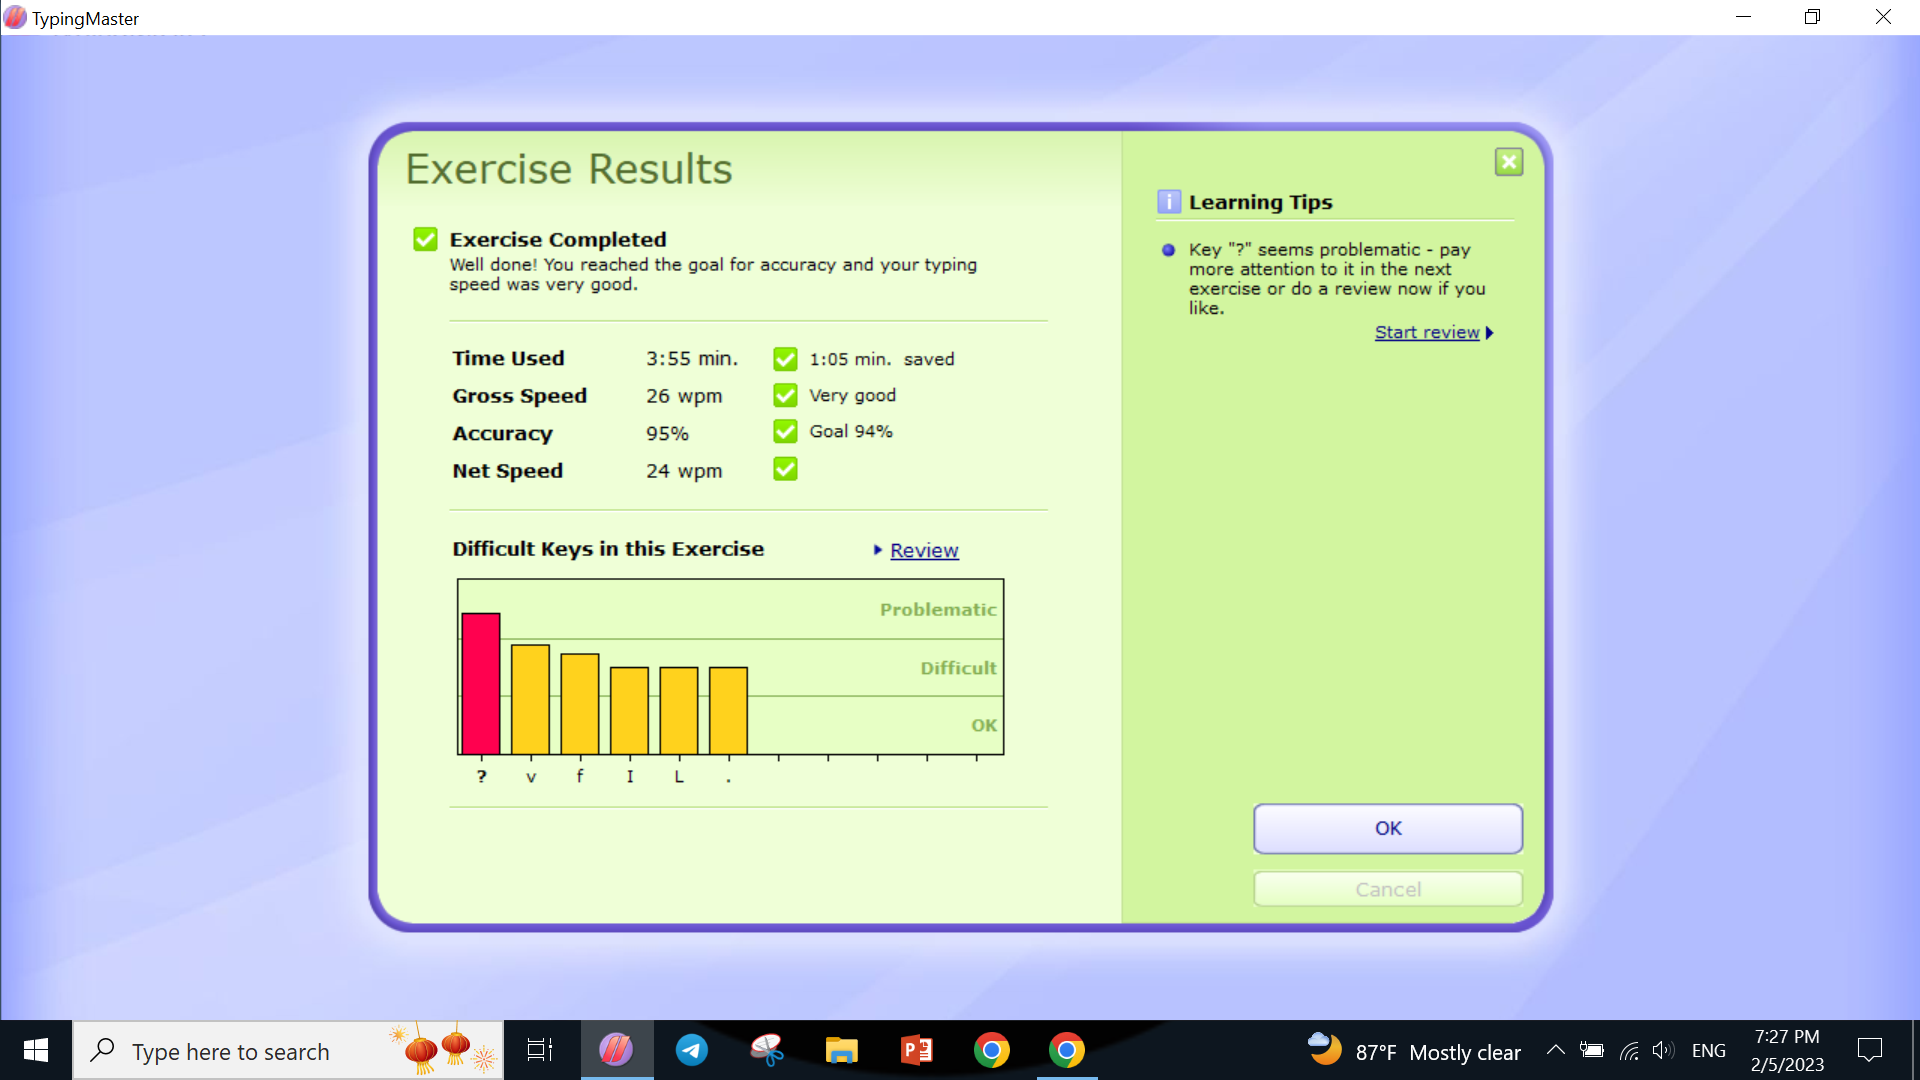 TypingMaster
Exercise Results
Exercise Completed
Well done! You reached the goal for accuracy and your typing
speed was very good.
Time Used 3:55 min. 1:05 min. saved
Gross Speed 26 wpm Very good
Accuracy 95% Goal 94%
Net Speed 24 wpm
Difficult Keys in this Exercise Review
Problematic
Difficult
OK
? v f I L .
i Learning Tips
Key "?" seems problematic - pay
more attention to it in the next
exercise or do a review now if you
like.
Start review
OK
Cancel
Type here to search
87°F Mostly clear
ENG
7:27 PM
2/5/2023